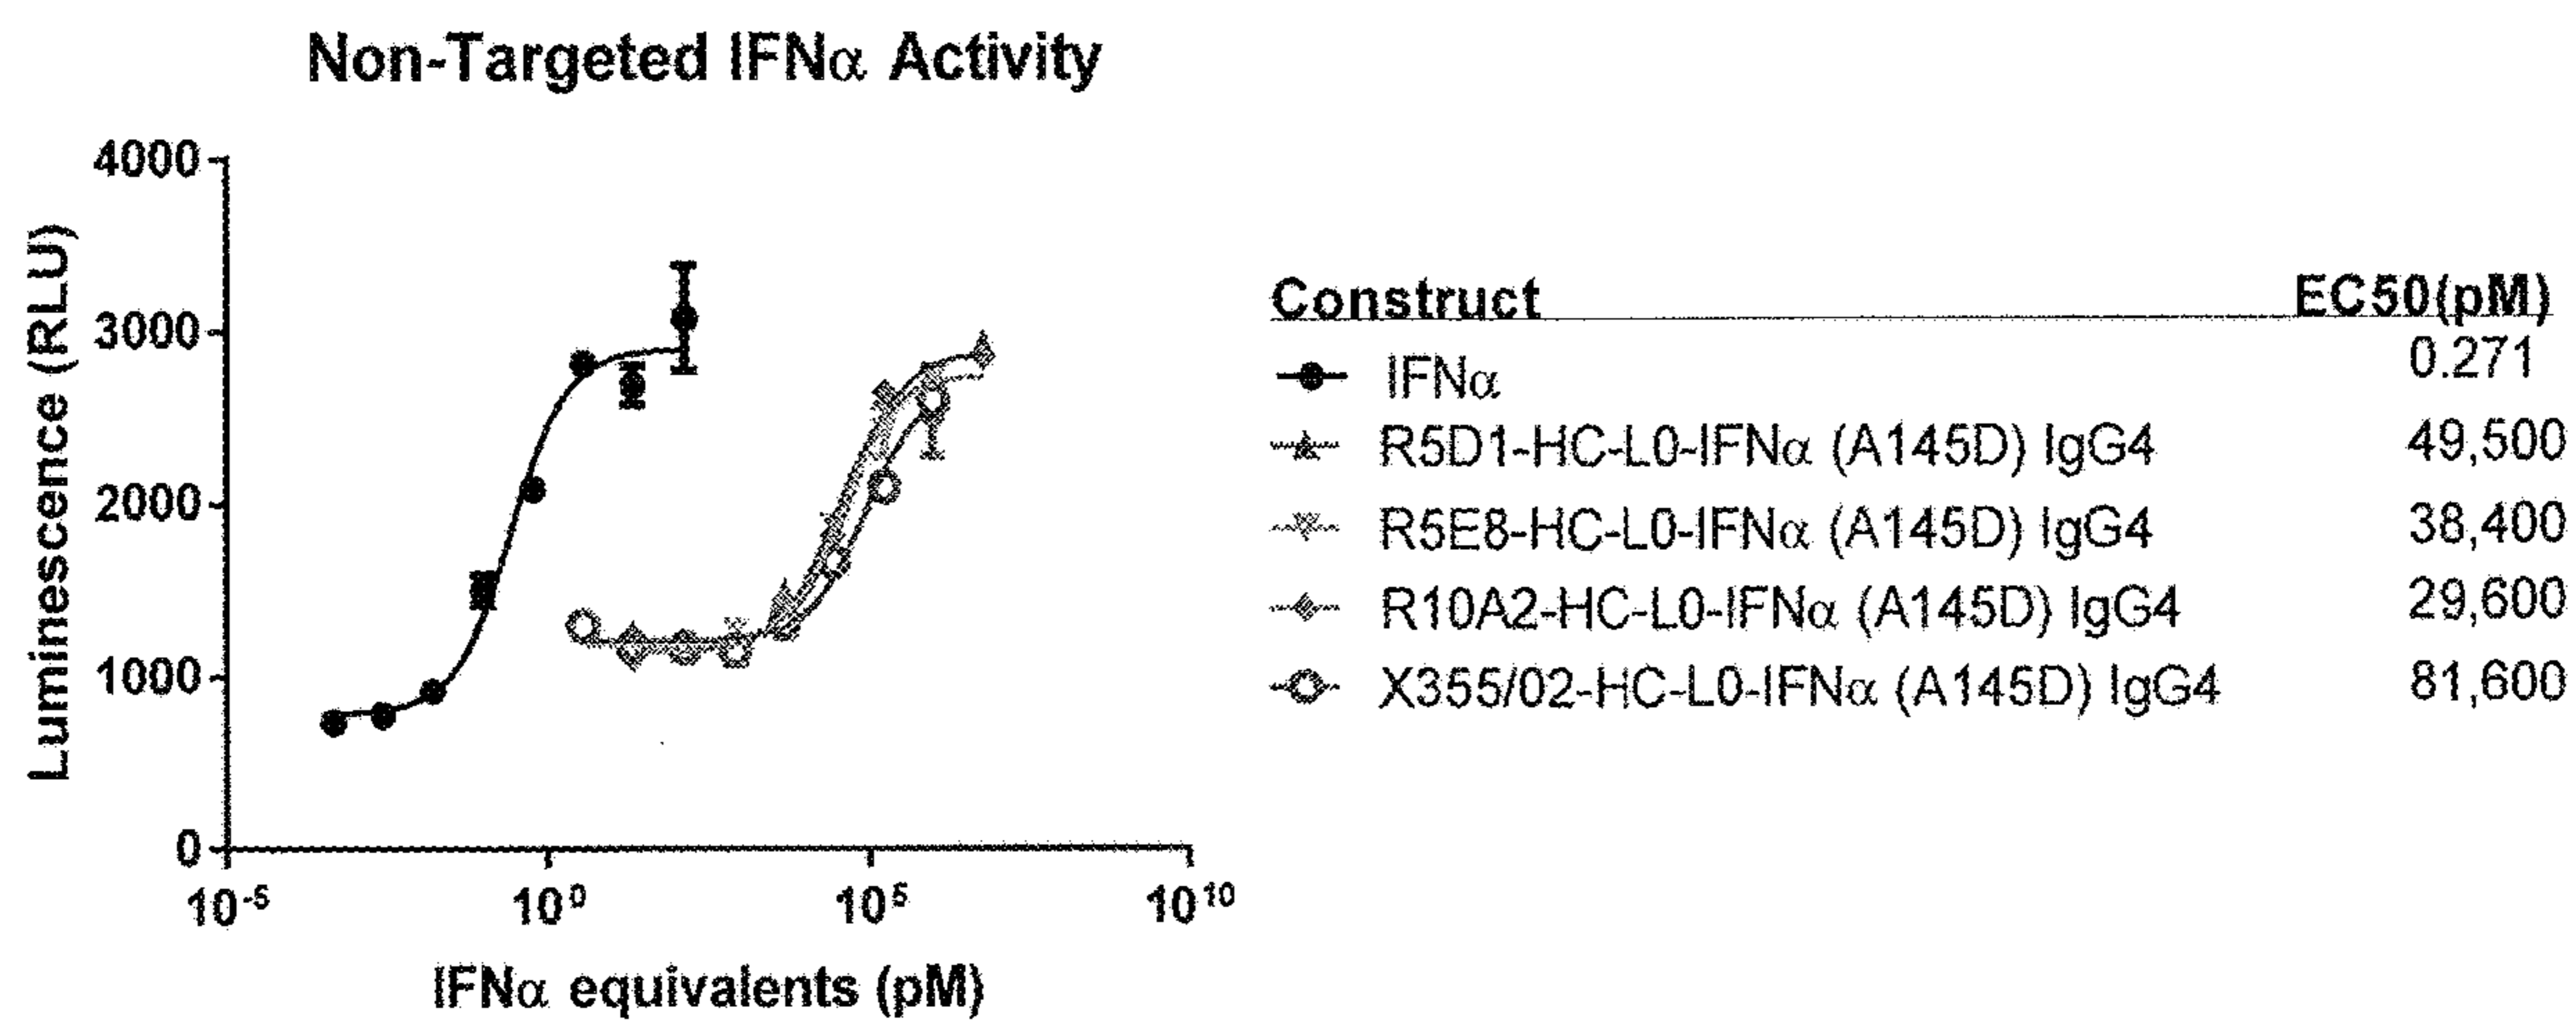 Non-Targeted IFNα Activity
4000
3000
2000
1000
0
Luminescence (RLU)
10-5
100
105
1010
IFNα equivalents (pM)
Construct EC50(pM)
IFNα 0.271
R5D1-HC-L0-IFNα (A145D) IgG4 49,500
R5E8-HC-L0-IFNα (A145D) IgG4 38,400
R10A2-HC-L0-IFNα (A145D) IgG4 29,600
X355/02-HC-L0-IFNα (A145D) IgG4 81,600